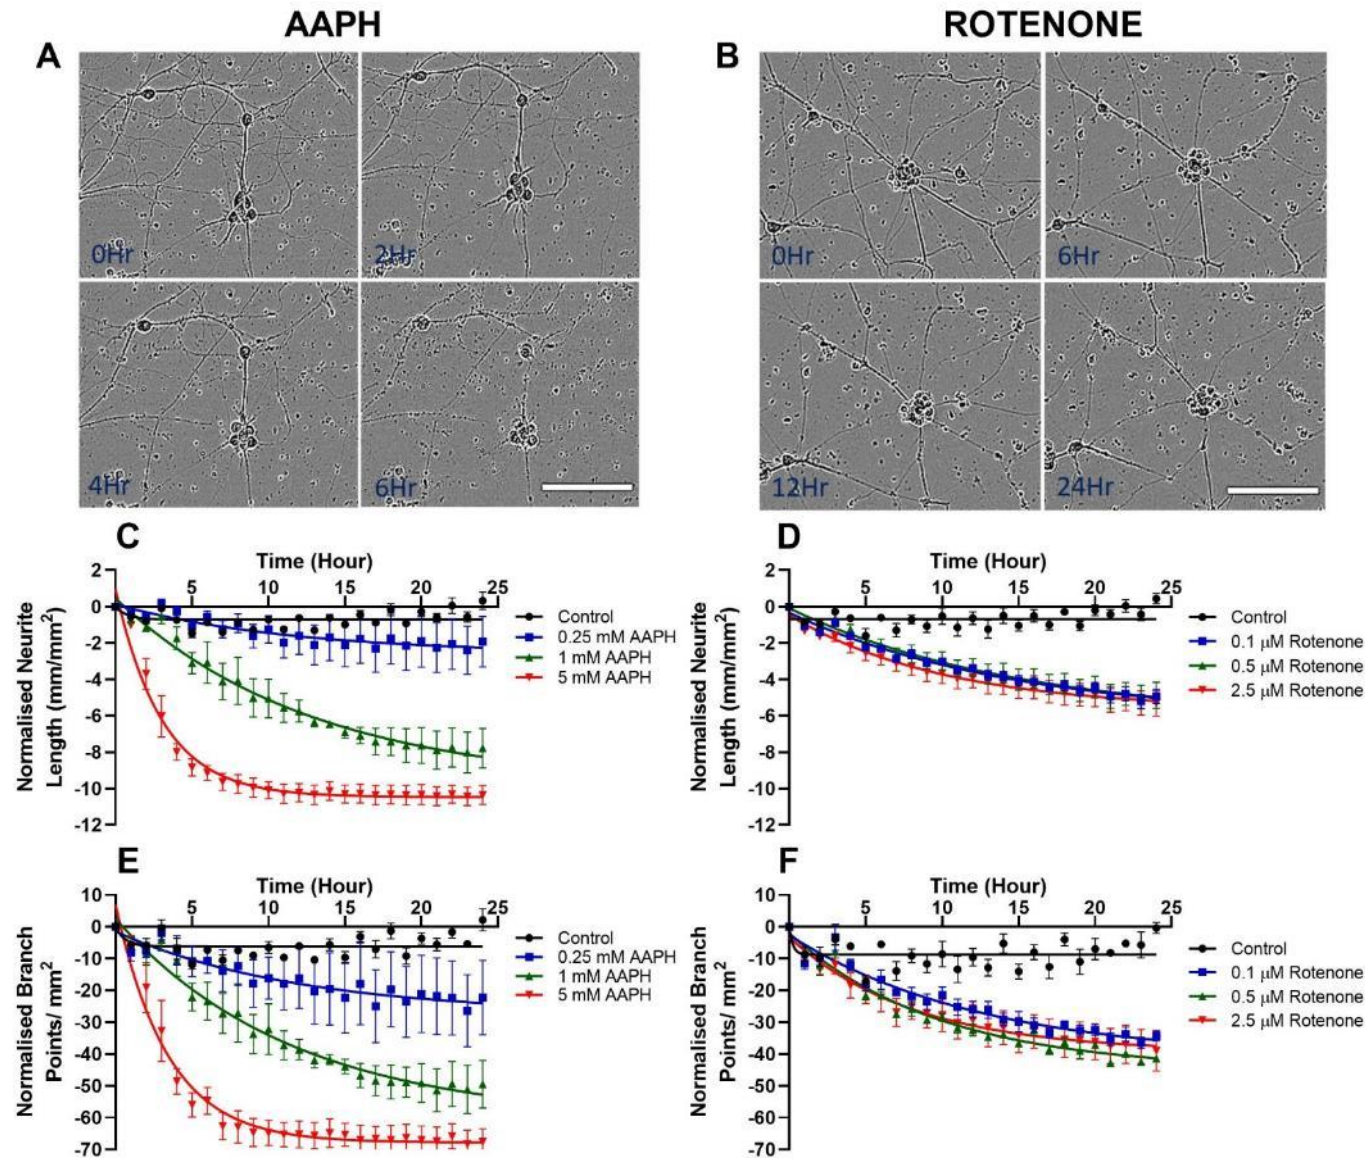 AAPH
ROTENONE
A
B
0Hr
2Hr
4Hr
6Hr
0Hr
6Hr
12Hr
24Hr
C
Time (Hour)
Normalised Neurite
Length (mm/mm²)
2
0
-2
-4
-6
-8
-10
-12
5
10
15
20
25
Control
0.25 mM AAPH
1 mM AAPH
5 mM AAPH
D
Time (Hour)
Normalised Neurite
Length (mm/mm²)
2
0
-2
-4
-6
-8
-10
-12
5
10
15
20
25
Control
0.1 μM Rotenone
0.5 μM Rotenone
2.5 μM Rotenone
E
Time (Hour)
Normalised Branch
Points/ mm²
10
0
-10
-20
-30
-40
-50
-60
-70
5
10
15
20
25
Control
0.25 mM AAPH
1 mM AAPH
5 mM AAPH
F
Time (Hour)
Normalised Branch
Points/ mm²
10
0
-10
-20
-30
-40
-50
-60
-70
5
10
15
20
25
Control
0.1 μM Rotenone
0.5 μM Rotenone
2.5 μM Rotenone